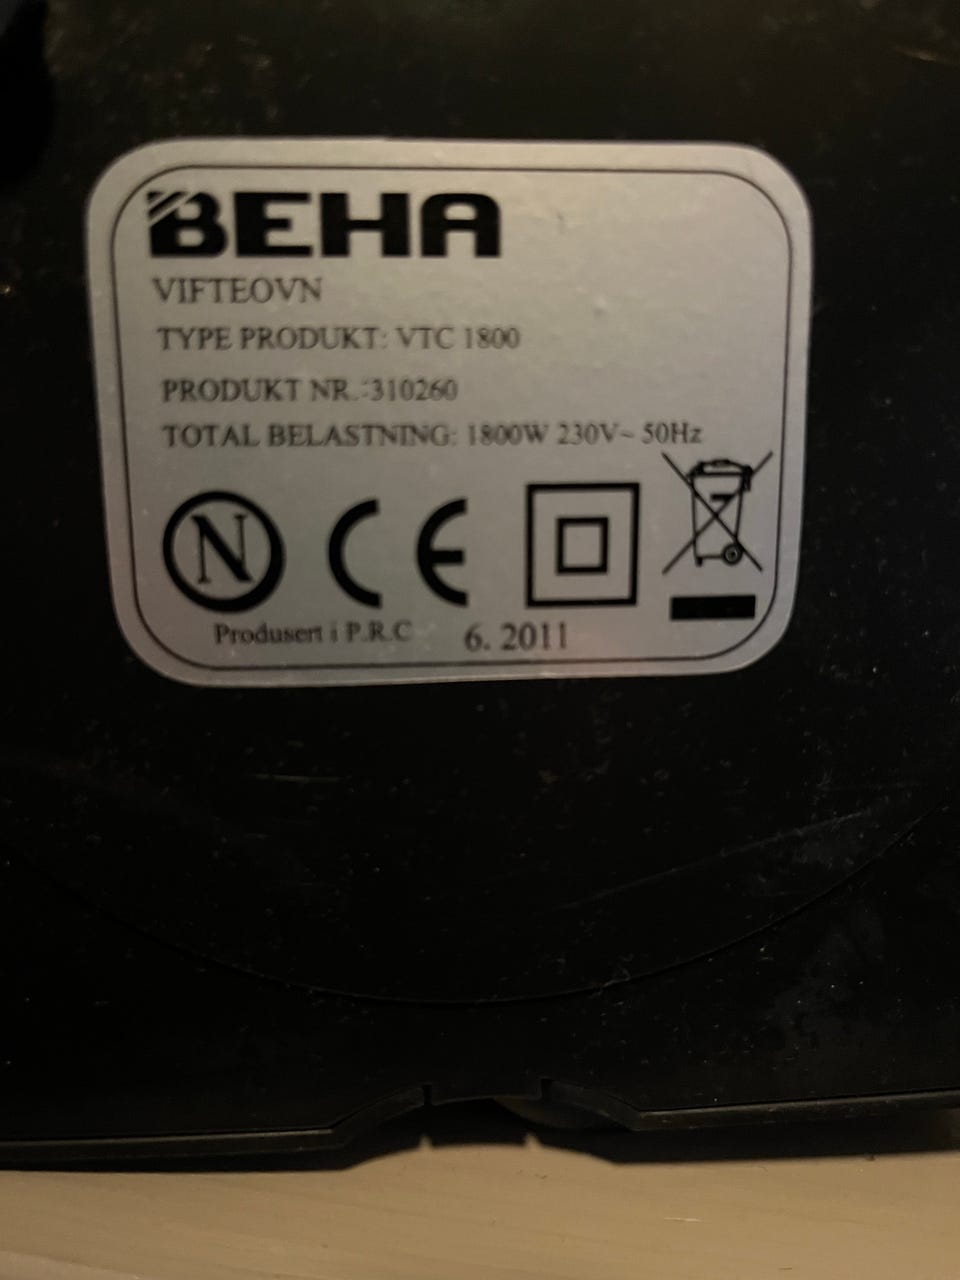 BEHA
VIFTEOVN
TYPE PRODUKT: VTC 1800
PRODUKT NR.:310260
TOTAL BELASTNING: 1800W 230V~ 50Hz
N CE
Produsert i P.R.C 6. 2011